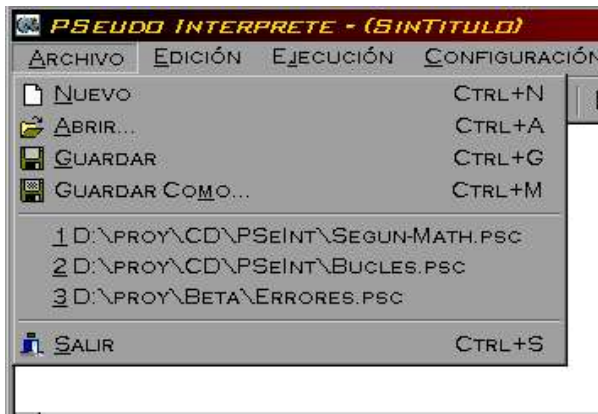 PSeudo Interprete - (SinTitulo)
Archivo Edición Ejecución Configuración
Nuevo Ctrl+N
Abrir... Ctrl+A
Guardar Ctrl+G
Guardar Como... Ctrl+M
1 D:\proy\CD\PSeInt\Segun-Math.psc
2 D:\proy\CD\PSeInt\Bucles.psc
3 D:\proy\Beta\Errores.psc
Salir Ctrl+S